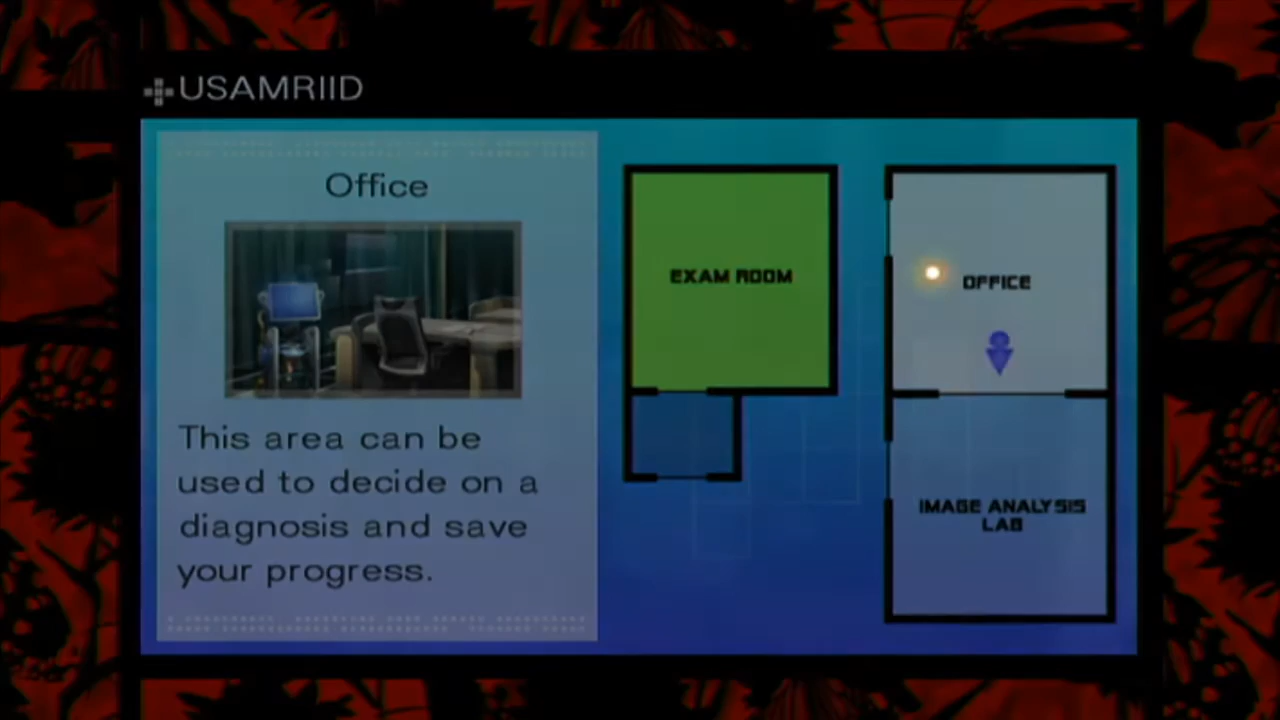 USAMRIID
Office
This area can be
used to decide on a
diagnosis and save
your progress.
EXAM ROOM
OFFICE
IMAGE ANALYSIS
LAB